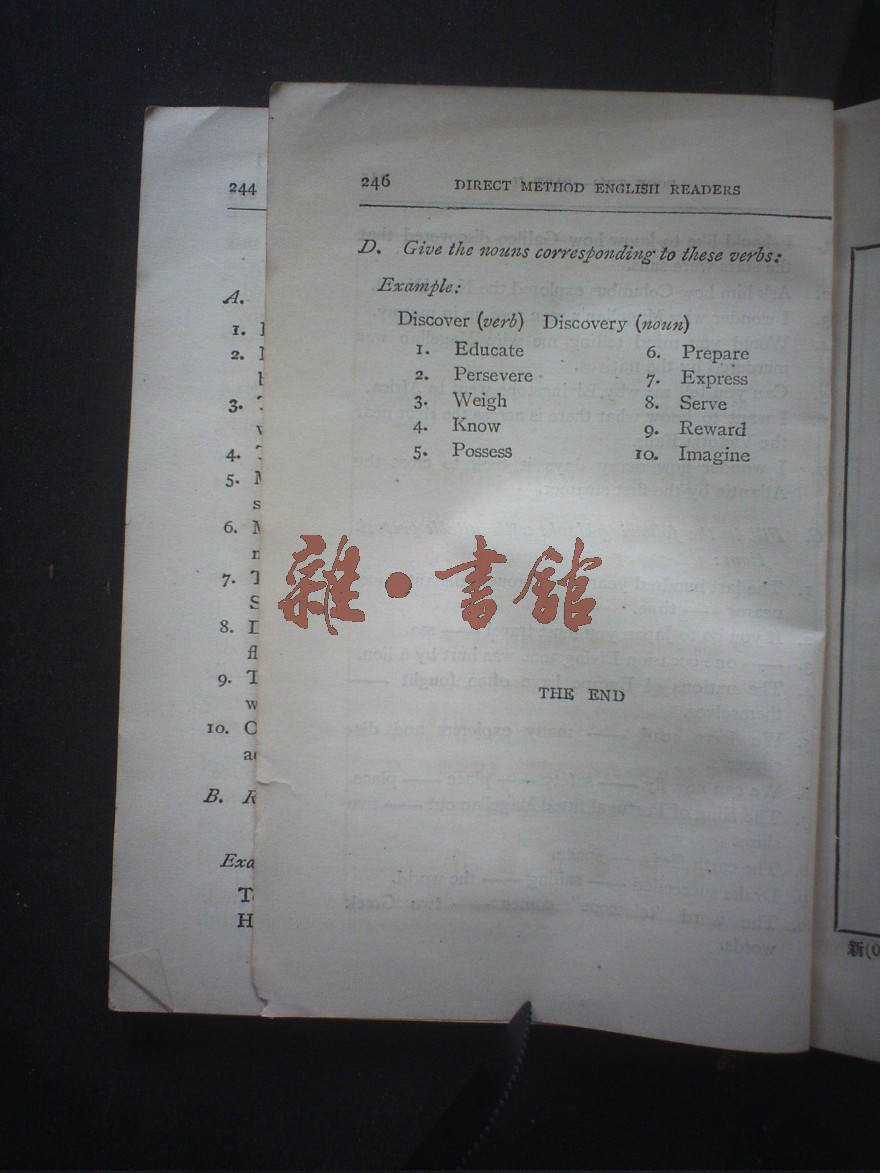 244
A.
1.
2.
3.
4.
5.
6.
7.
8.
9.
10.
B.
246 DIRECT METHOD ENGLISH READERS
D. Give the nouns corresponding to these verbs:
Example:
Discover (verb) Discovery (noun)
1. Educate 6. Prepare
2. Persevere 7. Express
3. Weigh 8. Serve
4. Know 9. Reward
5. Possess 10. Imagine
雜·書館
THE END
新(0